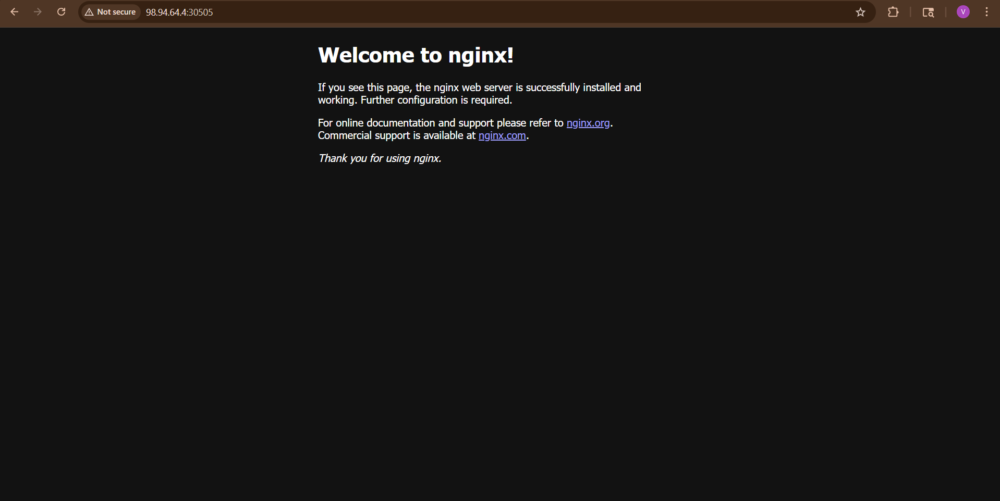 Not secure 98.94.64.4:30505
V
Welcome to nginx!
If you see this page, the nginx web server is successfully installed and
working. Further configuration is required.
For online documentation and support please refer to nginx.org.
Commercial support is available at nginx.com.
Thank you for using nginx.